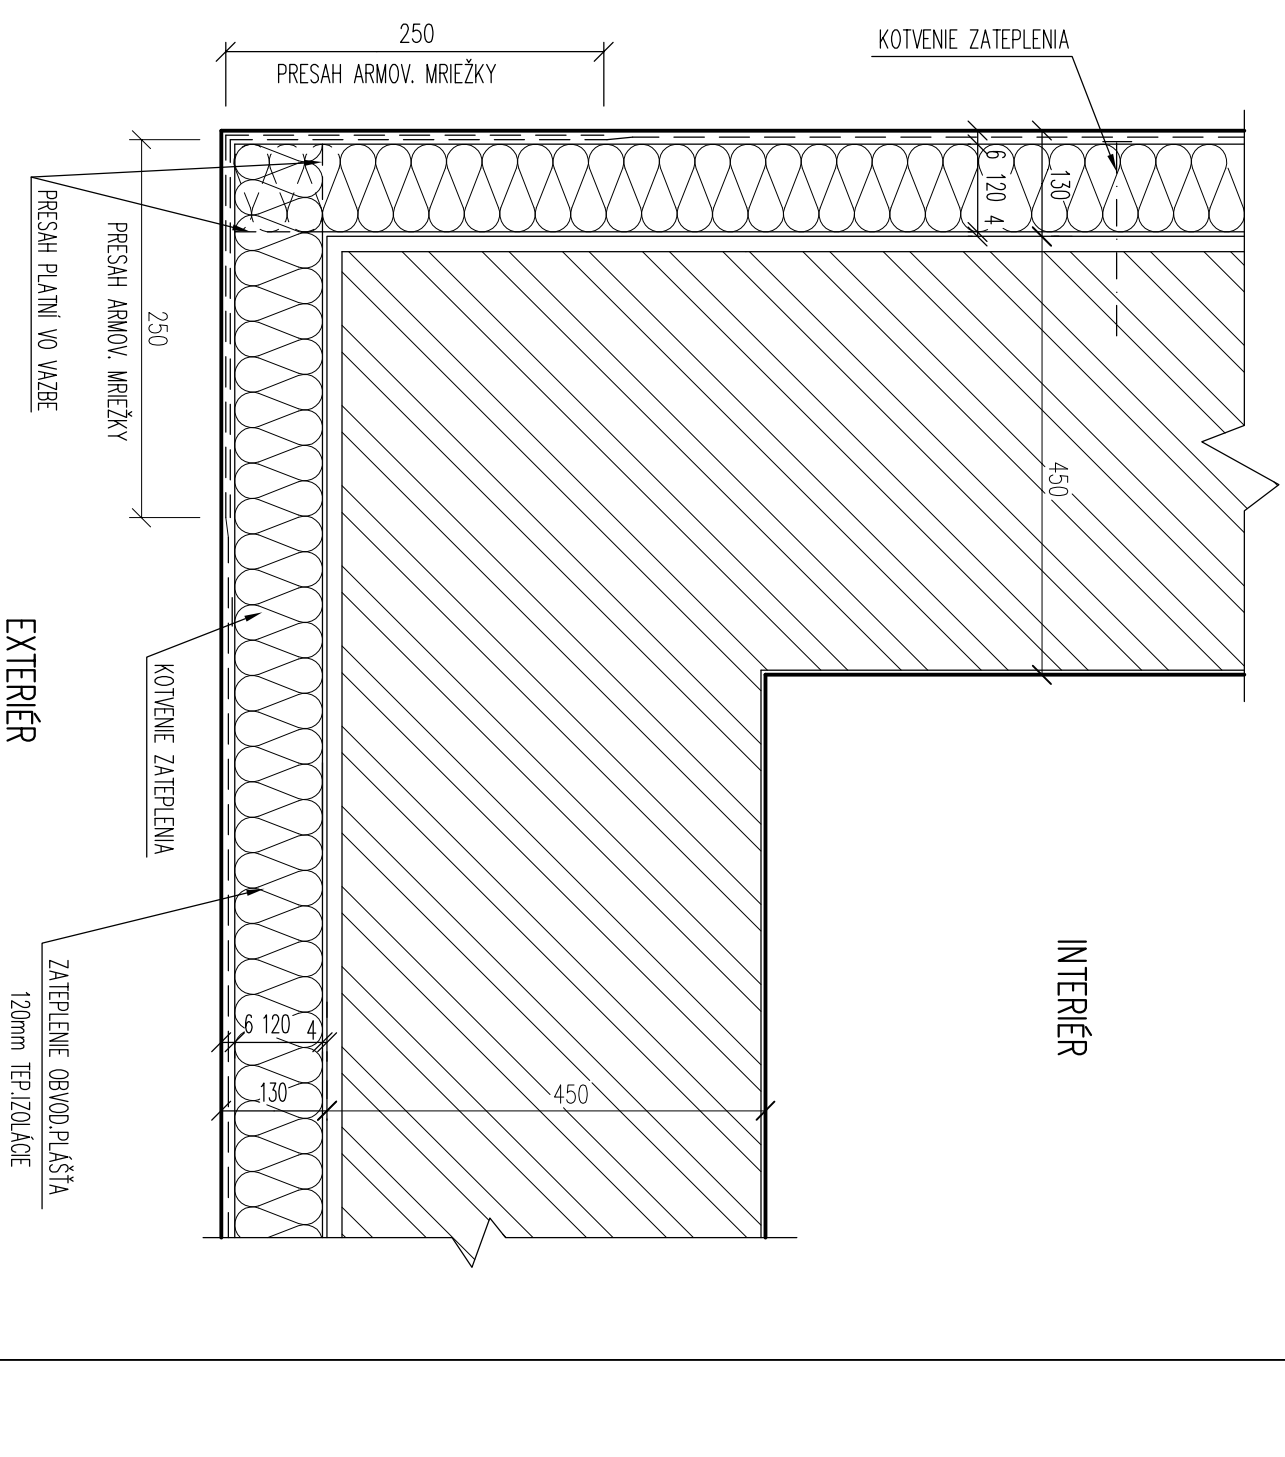 250
PRESAH ARMOV. MRIEŽKY
KOTVENIE ZATEPLENIA
6 120 4
130
450
PRESAH PLATNÍ VO VAZBE
PRESAH ARMOV. MRIEŽKY
250
EXTERIÉR
KOTVENIE ZATEPLENIA
INTERIÉR
ZATEPLENIE OBVOD.PLÁŠŤA
120mm TEP.IZOLÁCIE
6 120 4
130
450